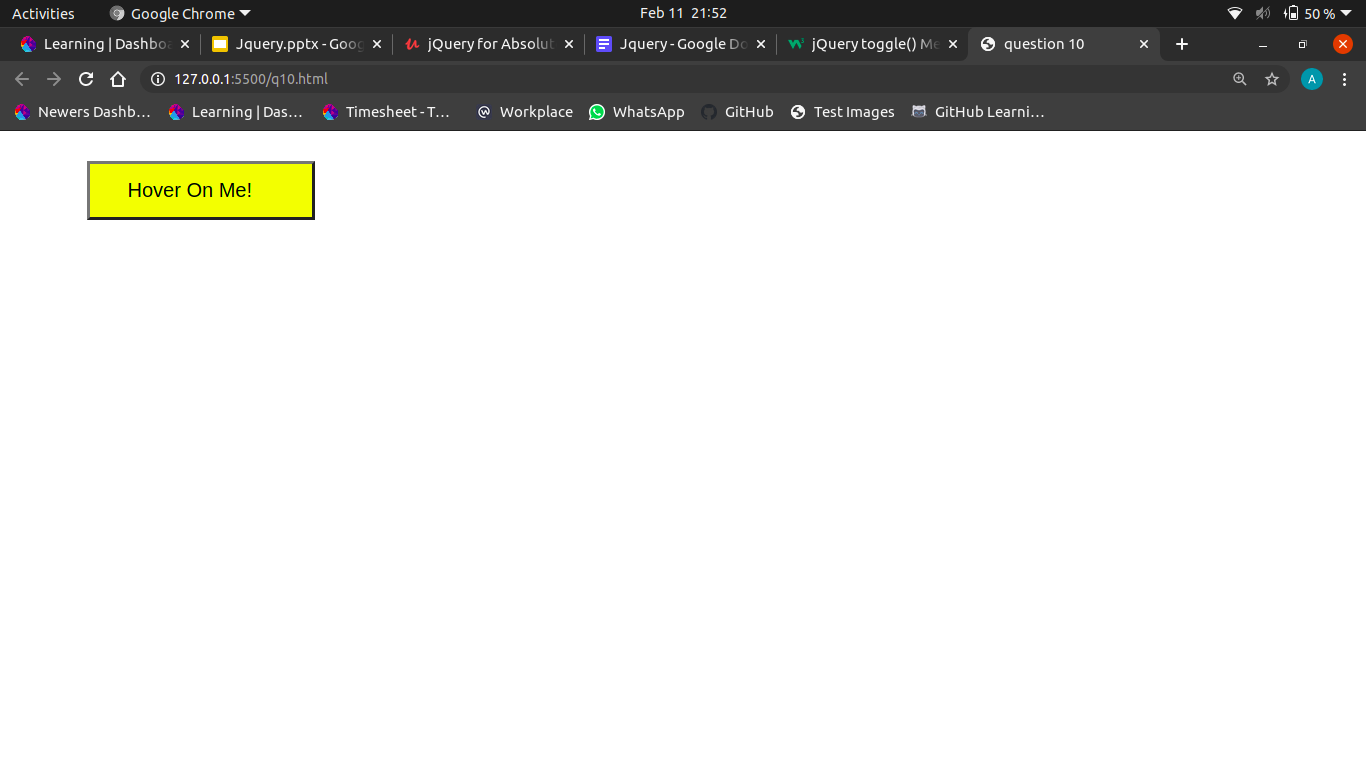 Activities Google Chrome Feb 11 21:52 50 %
Learning | Dashboa Jquery.pptx - Goog jQuery for Absolut Jquery - Google Do jQuery toggle() Me question 10
127.0.0.1:5500/q10.html A
Newers Dashb… Learning | Das… Timesheet - T… Workplace WhatsApp GitHub Test Images GitHub Learni…
Hover On Me!